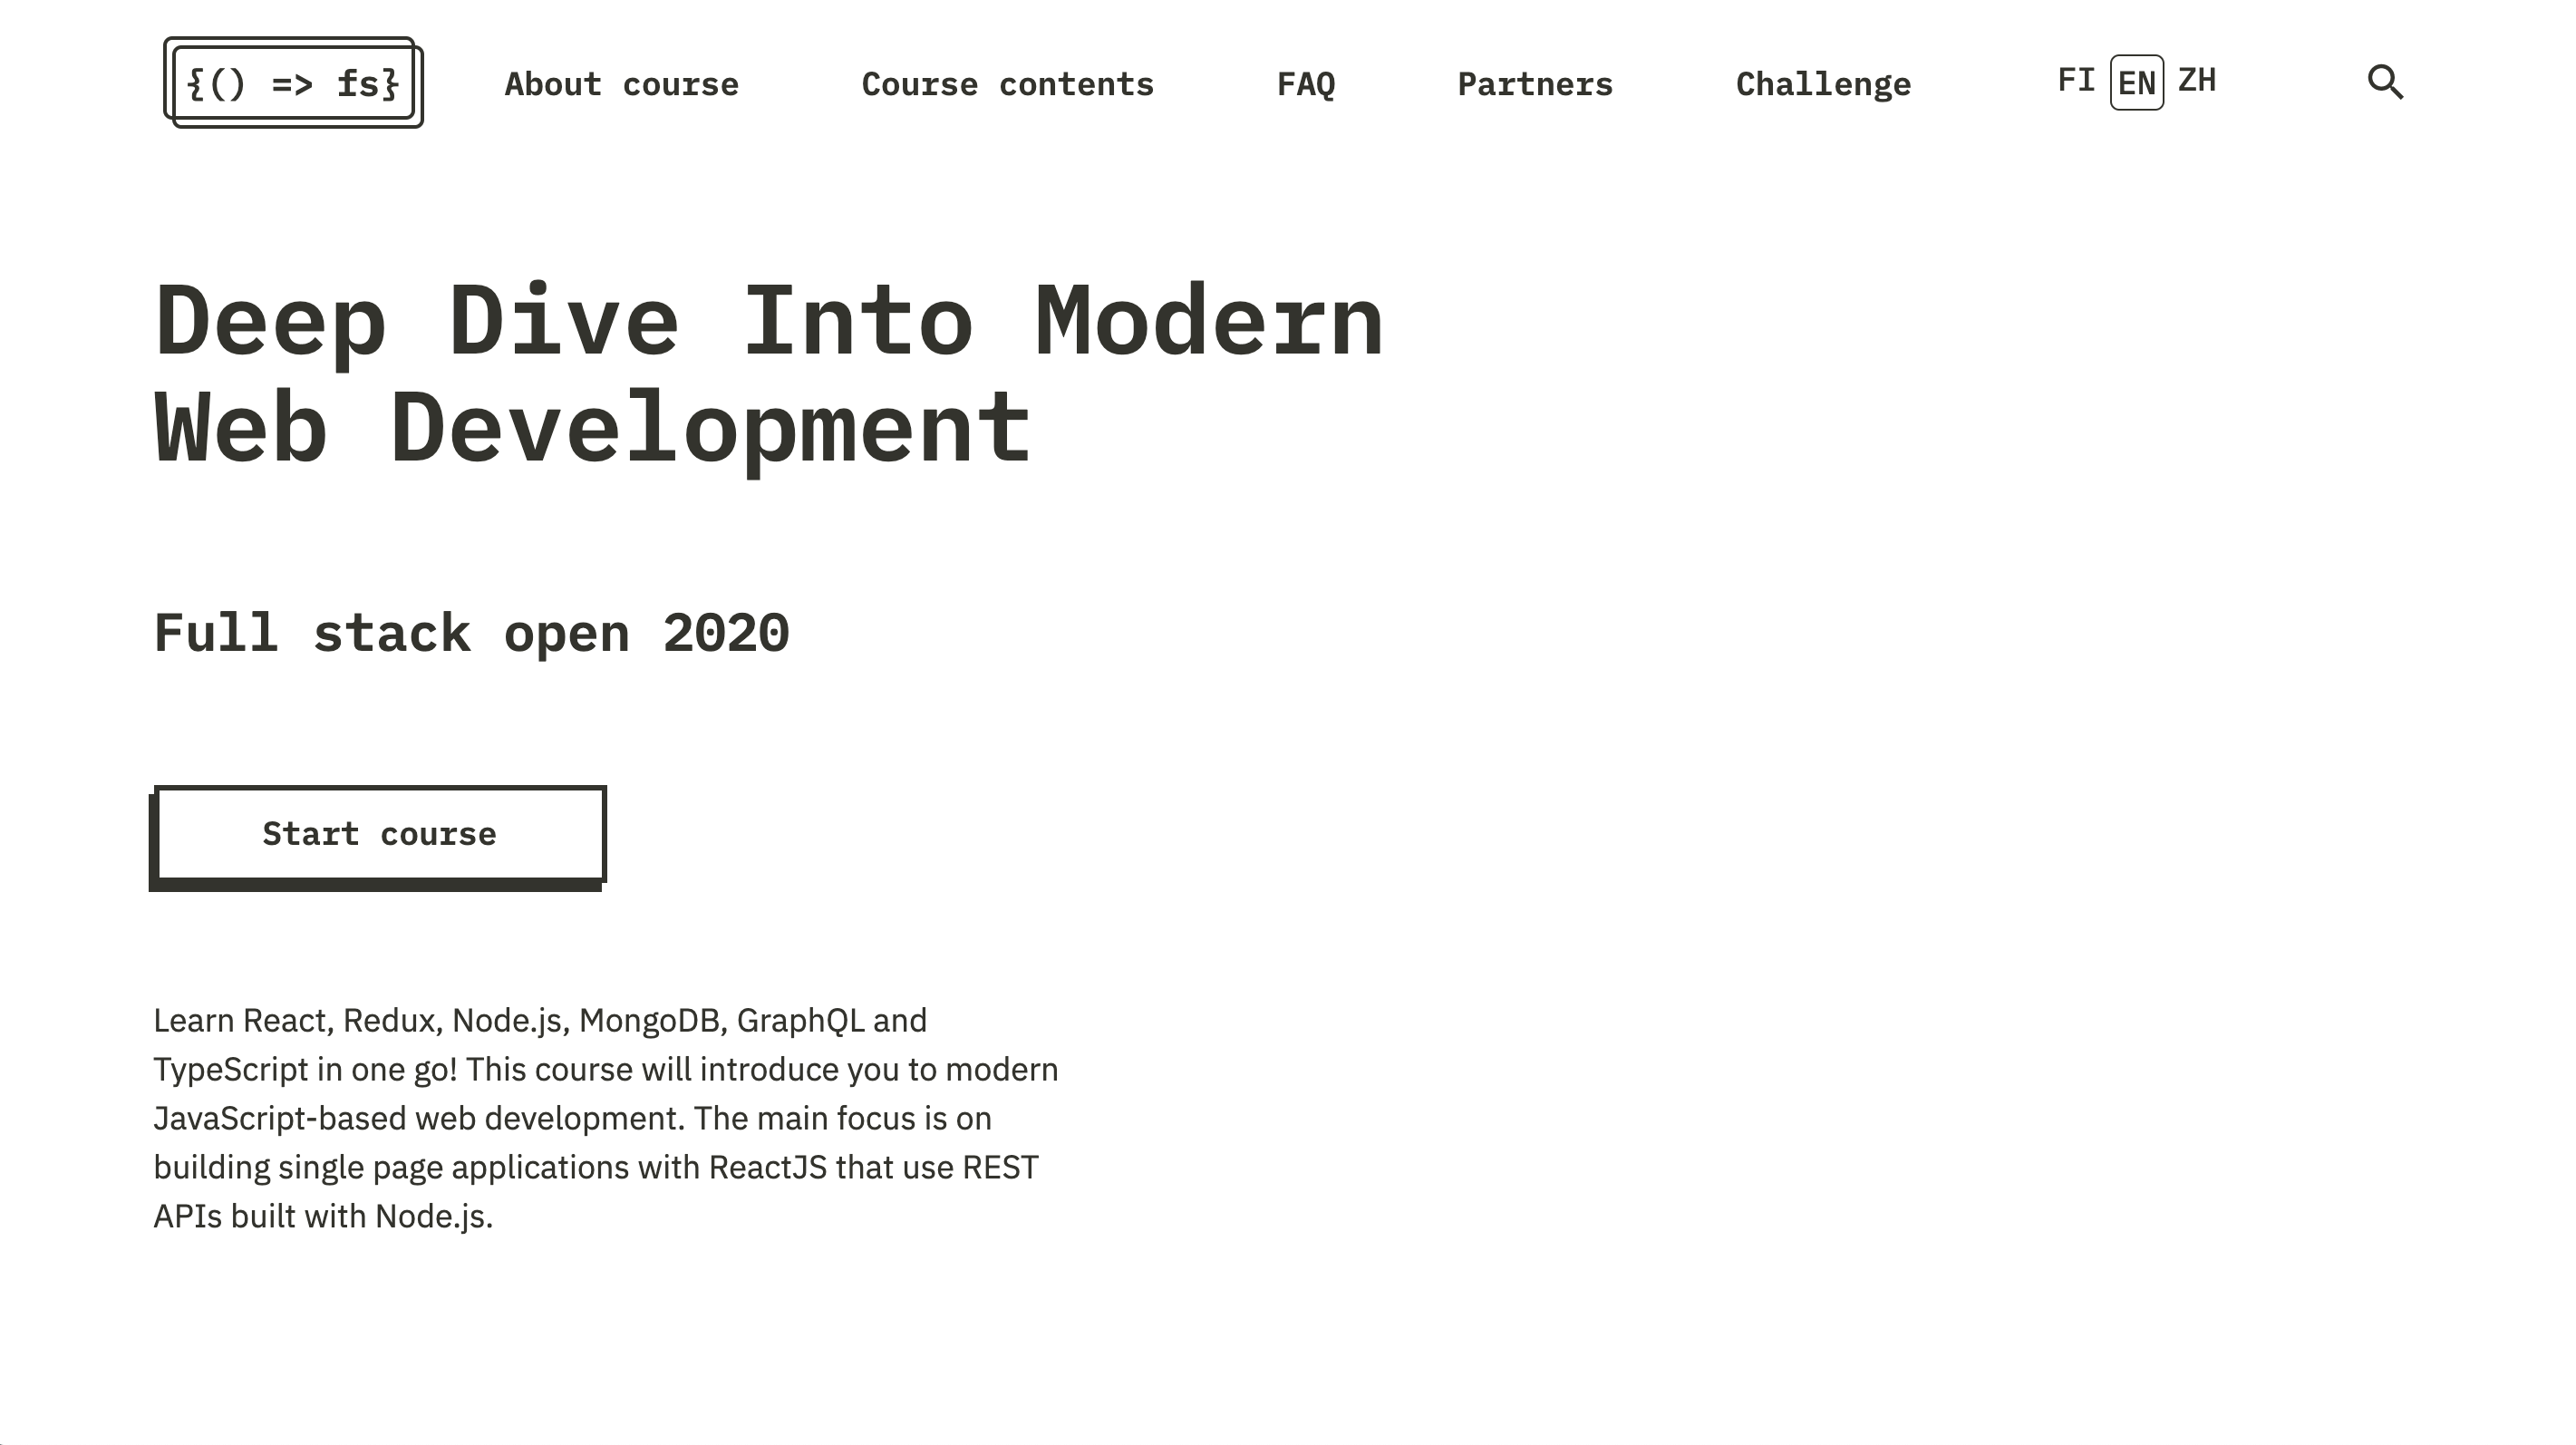 {() => fs}
About course
Course contents
FAQ
Partners
Challenge
FI EN ZH
Deep Dive Into Modern
Web Development
Full stack open 2020
Start course
Learn React, Redux, Node.js, MongoDB, GraphQL and
TypeScript in one go! This course will introduce you to modern
JavaScript-based web development. The main focus is on
building single page applications with ReactJS that use REST
APIs built with Node.js.